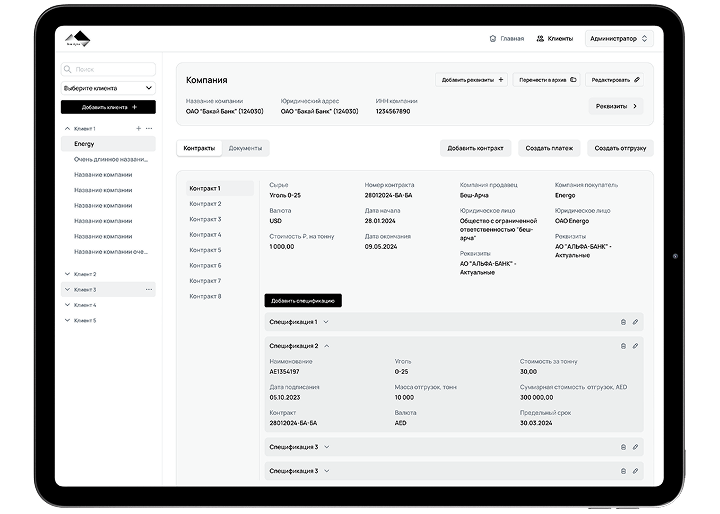 Главная
Клиенты
Администратор
Поиск
Выберите клиента
Добавить клиента +
Клиент 1
Energy
Очень длинное названи...
Название компании
Название компании
Название компании
Название компании
Название компании
Название компании оче...
Клиент 2
Клиент 3
Клиент 4
Клиент 5
Компания
Добавить реквизиты +
Перенести в архив
Редактировать
Название компании
ОАО "Бакай Банк" (124030)
Юридический адрес
ОАО "Бакай Банк" (124030)
ИНН компании
1234567890
Реквизиты
Контракты
Документы
Добавить контракт
Создать платеж
Создать отгрузку
Контракт 1
Контракт 2
Контракт 3
Контракт 4
Контракт 5
Контракт 6
Контракт 7
Контракт 8
Сырье
Уголь 0-25
Номер контракта
28012024-БА-БА
Компания продавец
Беш-Арча
Компания покупатель
Energo
Валюта
USD
Дата начала
28.01.2024
Юридическое лицо
Общество с ограниченной
ответственностью "беш-
арча"
Юридическое лицо
ОАО Energo
Стоимость Р. на тонну
1 000.00
Дата окончания
09.05.2024
Реквизиты
АО "АЛЬФА-БАНК" -
Актуальные
Реквизиты
АО "АЛЬФА-БАНК" -
Актуальные
Добавить спецификацию
Спецификация 1
Спецификация 2
Наименование
AE1354197
Уголь
0-25
Стоимость за тонну
30,00
Дата подписания
05.10.2023
Масса отгрузок, тонн
10 000
Суммарная стоимость отгрузок, AED
300 000,00
Контракт
28012024-БА-БА
Валюта
AED
Предельный срок
30.03.2024
Спецификация 3
Спецификация 3